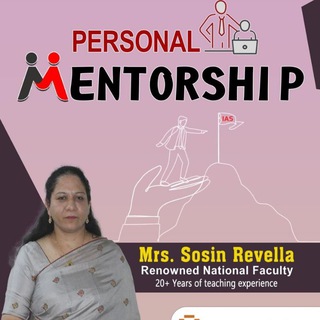 PERSONAL
MENTORSHIP
IAS
Mrs. Sosin Revella
Renowned National Faculty
20+ Years of teaching experience